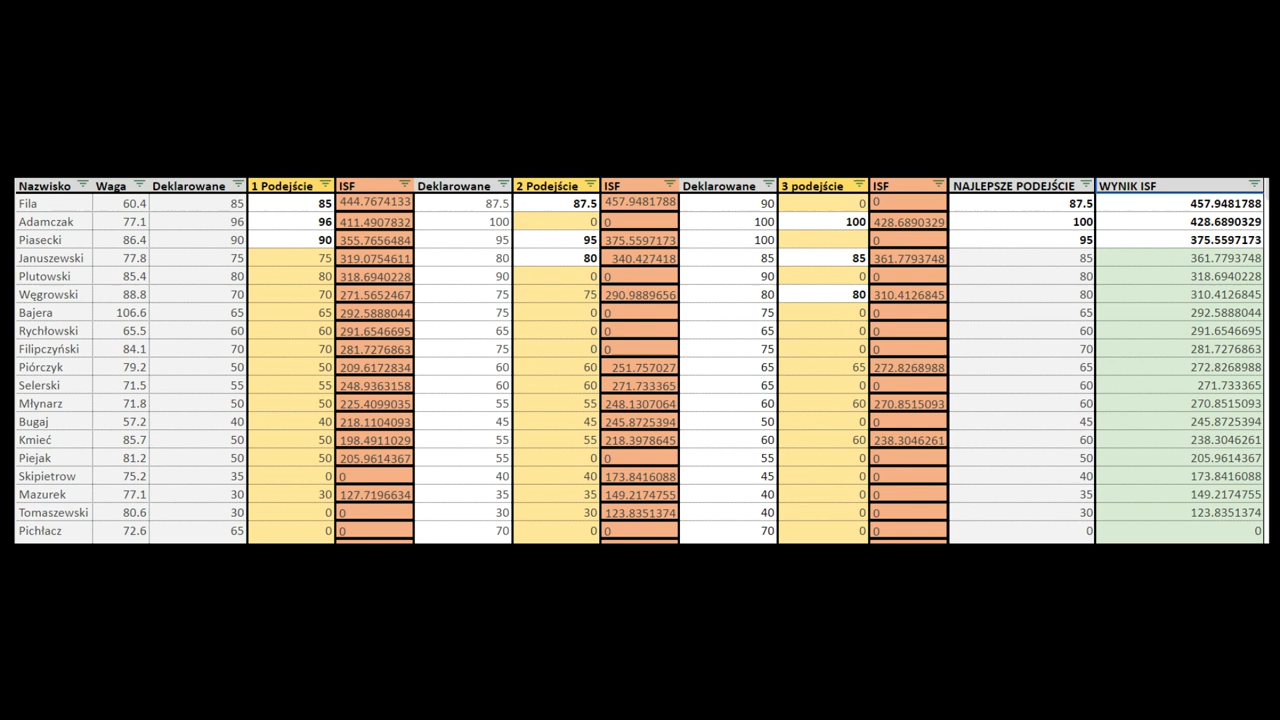 Nazwisko Waga Deklarowane 1 Podejście ISF Deklarowane 2 Podejście ISF Deklarowane 3 podejście ISF NAJLEPSZE PODEJŚCIE WYNIK ISF
Fila 60.4 85 85 444.7674133 87.5 87.5 457.9481788 90 0 0 87.5 457.9481788
Adamczak 77.1 96 96 411.4907832 100 0 0 100 100 428.6890329 100 428.6890329
Piasecki 86.4 90 90 355.7656484 95 95 375.5597173 100 0 95 375.5597173
Januszewski 77.8 75 75 319.0754611 80 80 340.427418 85 85 361.7793748 85 361.7793748
Plutowski 85.4 80 80 318.6940228 90 0 0 90 0 0 80 318.6940228
Węgrowski 88.8 70 70 271.5652467 75 75 290.9889656 80 80 310.4126845 80 310.4126845
Bajera 106.6 65 65 292.5888044 75 0 0 75 0 0 65 292.5888044
Rychłowski 65.5 60 60 291.6546695 65 0 0 65 0 0 60 291.6546695
Filipczyński 84.1 70 70 281.7276863 75 0 0 75 0 0 70 281.7276863
Piórczyk 79.2 50 50 209.6172834 60 60 251.757027 65 65 272.8268988 65 272.8268988
Selerski 71.5 55 55 248.9363158 60 60 271.733365 65 0 0 60 271.733365
Młynarz 71.8 50 50 225.4099035 55 55 248.1307064 60 60 270.8515093 60 270.8515093
Bugaj 57.2 40 40 218.1104093 45 45 245.8725394 50 0 0 45 245.8725394
Kmieć 85.7 50 50 198.4911029 55 55 218.3978645 60 60 238.3046261 60 238.3046261
Piejak 81.2 50 50 205.9614367 55 0 0 55 0 0 50 205.9614367
Skipietrow 75.2 35 0 0 40 40 173.8416088 45 0 0 40 173.8416088
Mazurek 77.1 30 30 127.7196634 35 35 149.2174755 40 0 0 35 149.2174755
Tomaszewski 80.6 30 0 0 30 30 123.8351374 40 0 0 30 123.8351374
Pichłacz 72.6 65 0 0 70 0 0 70 0 0 0 0